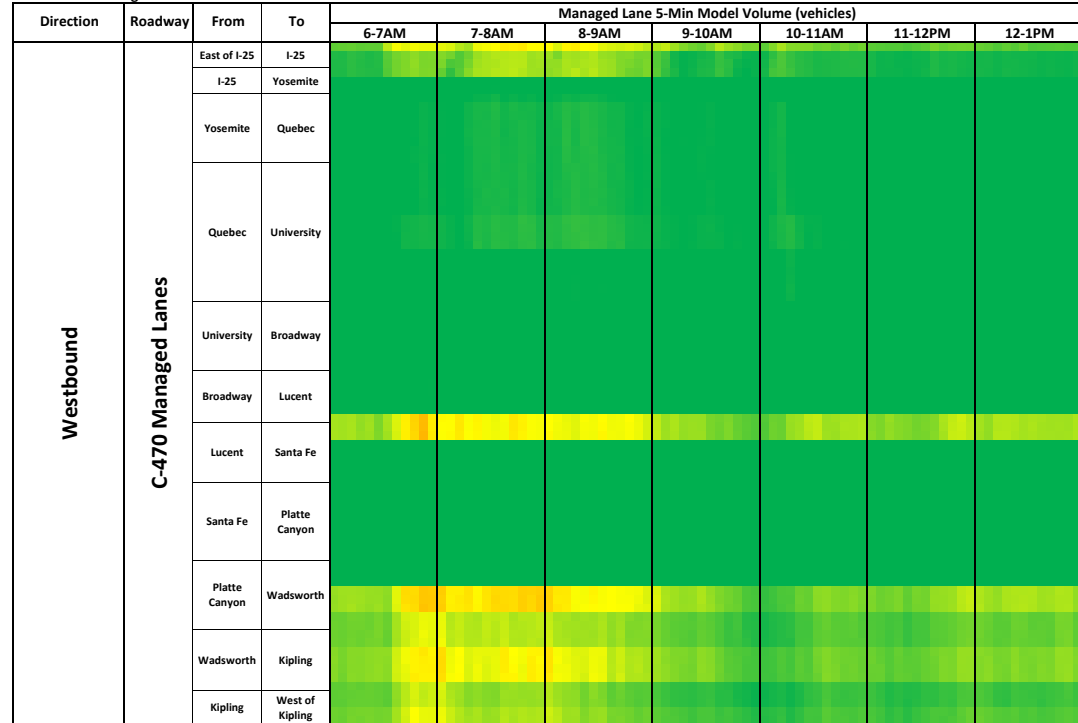 Direction
Roadway
From
To
Managed Lane 5-Min Model Volume (vehicles)
6-7AM
7-8AM
8-9AM
9-10AM
10-11AM
11-12PM
12-1PM
Westbound
C-470 Managed Lanes
East of I-25
I-25
I-25
Yosemite
Yosemite
Quebec
Quebec
University
University
Broadway
Broadway
Lucent
Lucent
Santa Fe
Santa Fe
Platte
Canyon
Platte
Canyon
Wadsworth
Wadsworth
Kipling
Kipling
West of
Kipling